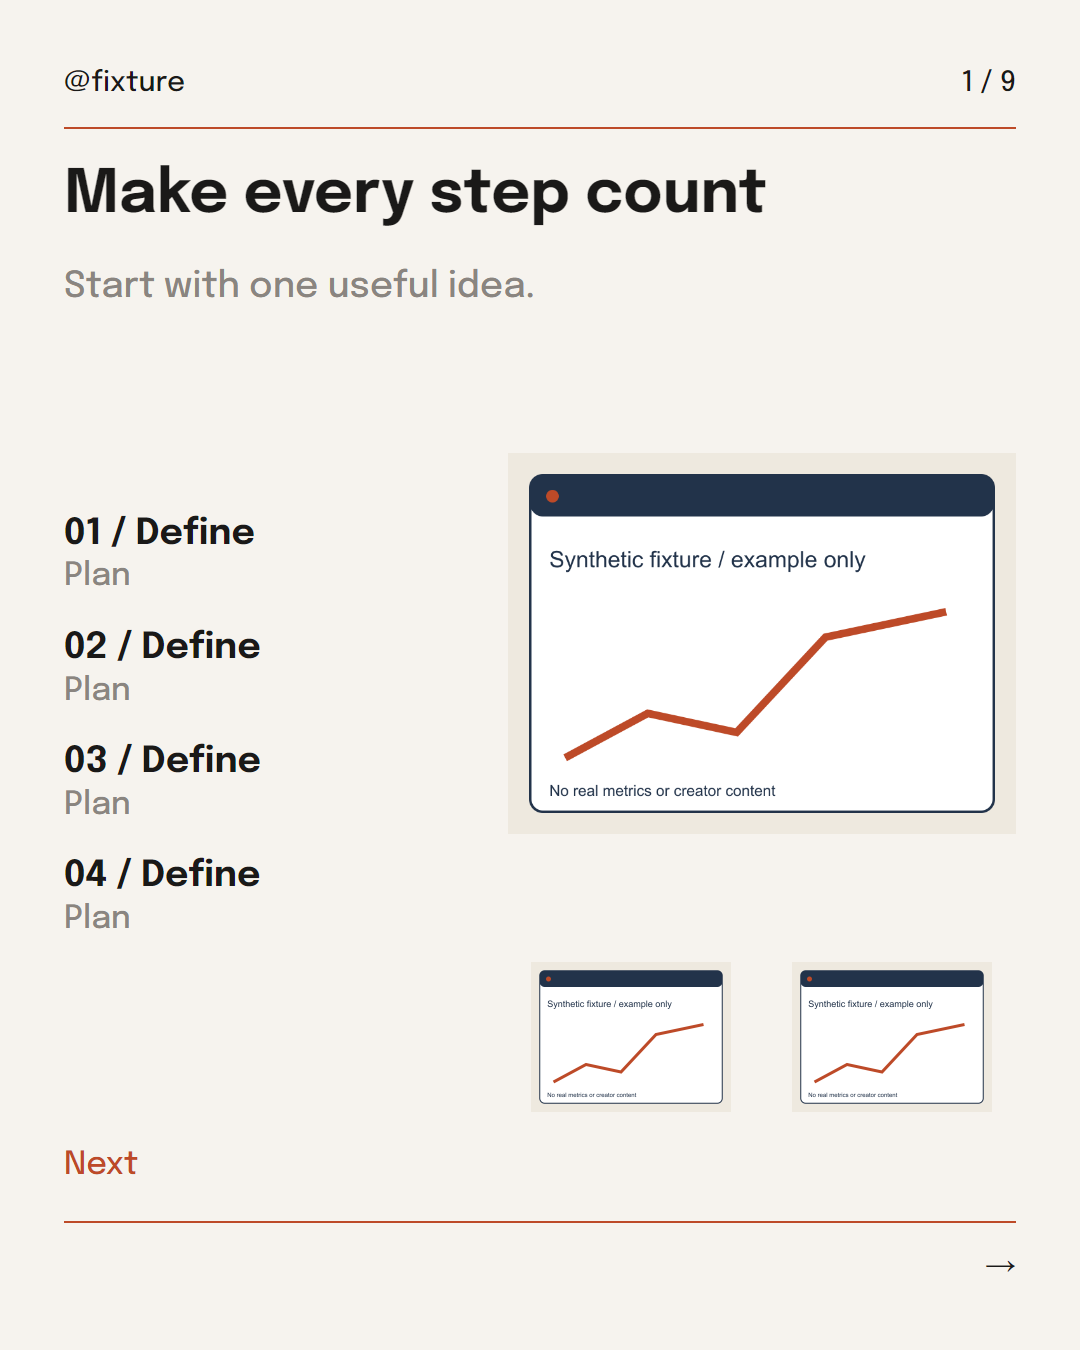 @fixture
1 / 9
Make every step count
Start with one useful idea.
01 / Define
Plan
02 / Define
Plan
03 / Define
Plan
04 / Define
Plan
Synthetic fixture / example only
No real metrics or creator content
Synthetic fixture / example only
No real metrics or creator content
Synthetic fixture / example only
No real metrics or creator content
Next
→